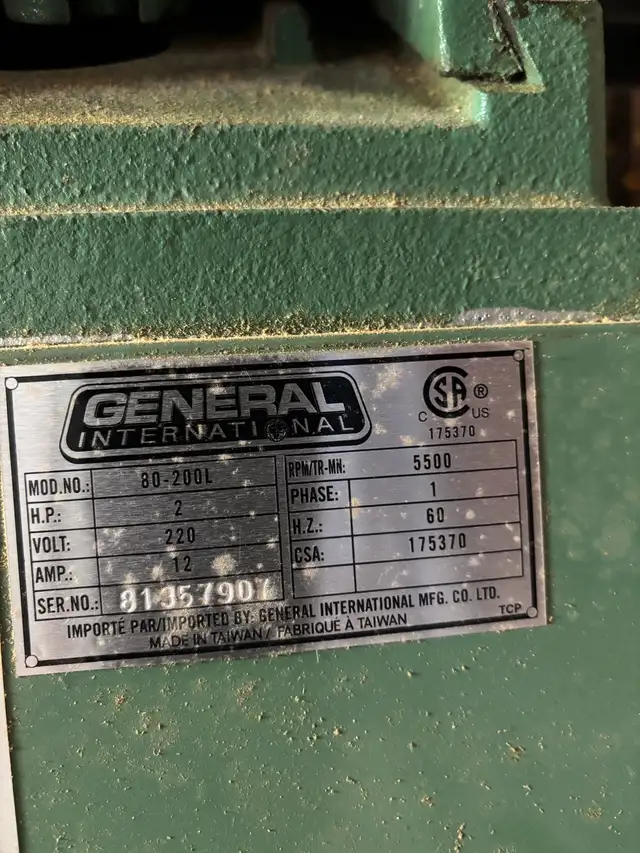 GENERAL
INTERNATIONAL
CSA ®
C US
175370
MOD.NO.: 80-200L
H.P.: 2
VOLT: 220
AMP.: 12
SER.NO.: 81357907
RPM/TR-MN: 5500
PHASE: 1
H.Z.: 60
CSA: 175370
IMPORTÉ PAR/IMPORTED BY: GENERAL INTERNATIONAL MFG. CO. LTD.
MADE IN TAIWAN / FABRIQUÉ À TAIWAN
TCP